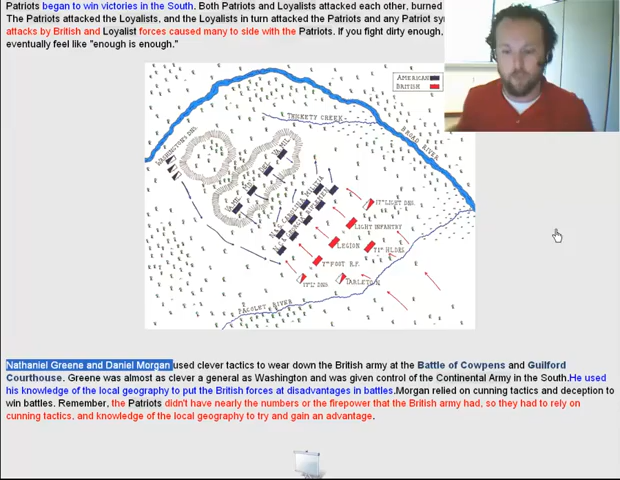 Patriots began to win victories in the South. Both Patriots and Loyalists attacked each other, burned
The Patriots attacked the Loyalists, and the Loyalists in turn attacked the Patriots and any Patriot sy
attacks by British and Loyalist forces caused many to side with the Patriots. If you fight dirty enough,
eventually feel like "enough is enough."
AMERICAN
BRITISH
THICKETY CREEK
BROAD RIVER
WASHINGTON'S DNS.
17th LIGHT DNS.
LIGHT INFANTRY
LEGION
71st HLDRS.
7th FOOT R.F.
TARLETON
PACOLET RIVER
Nathaniel Greene and Daniel Morgan used clever tactics to wear down the British army at the Battle of Cowpens and Guilford
Courthouse. Greene was almost as clever a general as Washington and was given control of the Continental Army in the South.He used
his knowledge of the local geography to put the British forces at disadvantages in battles.Morgan relied on cunning tactics and deception to
win battles. Remember, the Patriots didn't have nearly the numbers or the firepower that the British army had, so they had to rely on
cunning tactics, and knowledge of the local geography to try and gain an advantage.